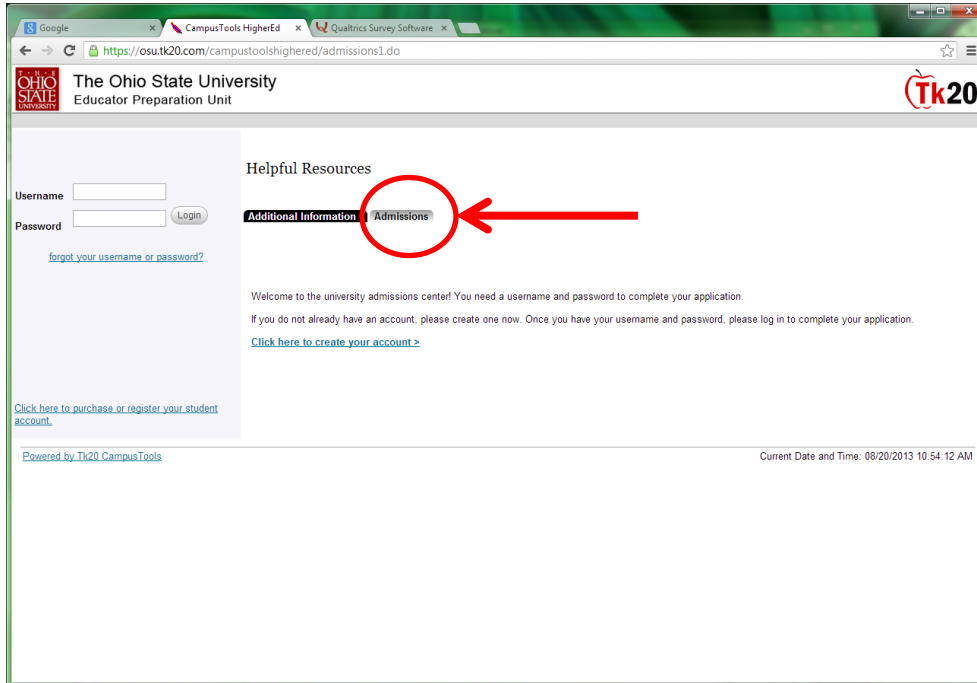 Google
CampusTools HigherEd
Qualtrics Survey Software
https://osu.tk20.com/campustoolshighered/admissions1.do
T · H · E
OHIO
STATE
UNIVERSITY
The Ohio State University
Educator Preparation Unit
Tk20
Helpful Resources
Username
Password
Login
forgot your username or password?
Additional Information
Admissions
Welcome to the university admissions center! You need a username and password to complete your application.
If you do not already have an account, please create one now. Once you have your username and password, please log in to complete your application.
Click here to create your account >
Click here to purchase or register your student
account.
Powered by Tk20 CampusTools
Current Date and Time: 08/20/2013 10:54:12 AM